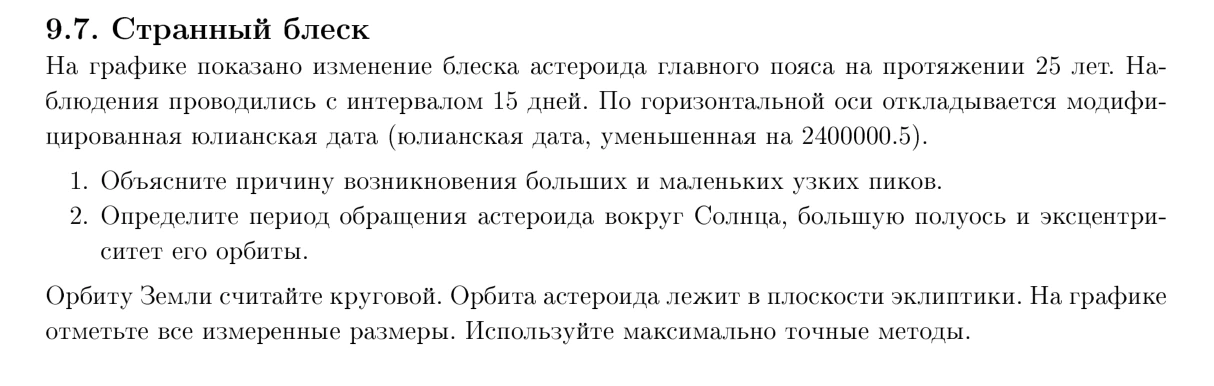 9.7. Странный блеск
На графике показано изменение блеска астероида главного пояса на протяжении 25 лет. На-
блюдения проводились с интервалом 15 дней. По горизонтальной оси откладывается модифи-
цированная юлианская дата (юлианская дата, уменьшенная на 2400000.5).
1. Объясните причину возникновения больших и маленьких узких пиков.
2. Определите период обращения астероида вокруг Солнца, большую полуось и эксцентри-
ситет его орбиты.
Орбиту Земли считайте круговой. Орбита астероида лежит в плоскости эклиптики. На графике
отметьте все измеренные размеры. Используйте максимально точные методы.